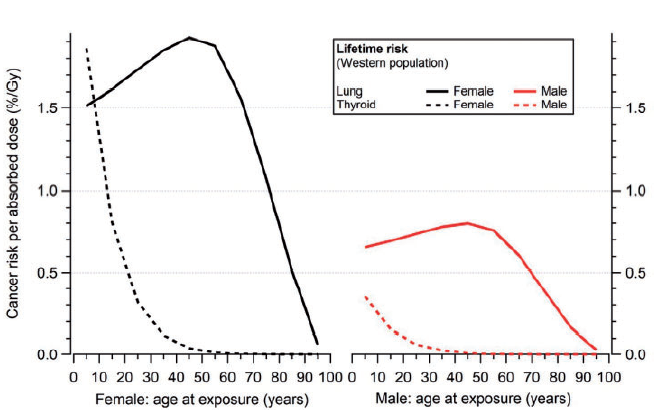 Lifetime risk
(Western population)
Lung Female Male
Thyroid Female Male
Cancer risk per absorbed dose (%/Gy)
1.5 1.5
1.0 1.0
0.5 0.5
0.0 0.0
0 10 20 30 40 50 60 70 80 90 100 0 10 20 30 40 50 60 70 80 90 100
Female: age at exposure (years) Male: age at exposure (years)